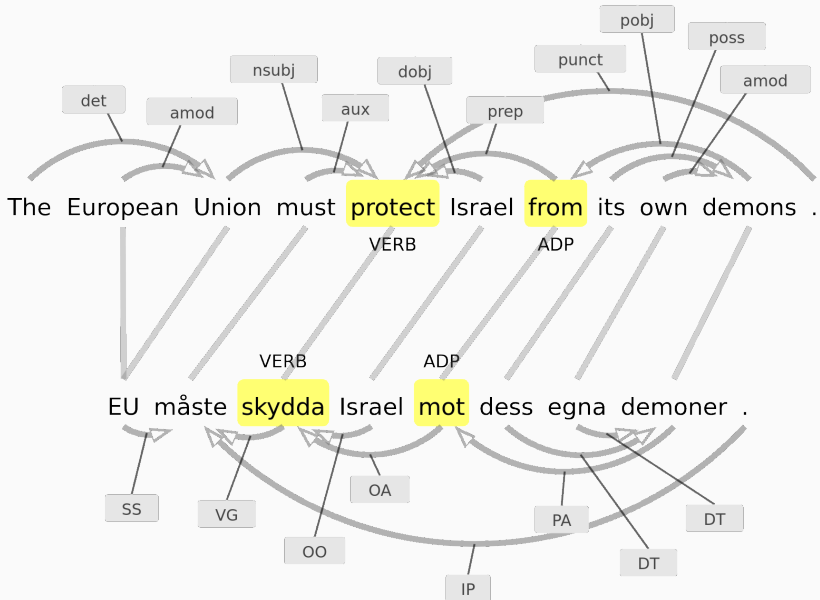 pobj
poss
punct
nsubj
dobj
amod
det
amod
aux
prep
The European Union must protect Israel from its own demons .
VERB ADP
VERB ADP
EU måste skydda Israel mot dess egna demoner .
OA
SS
VG
PA
DT
OO
DT
IP